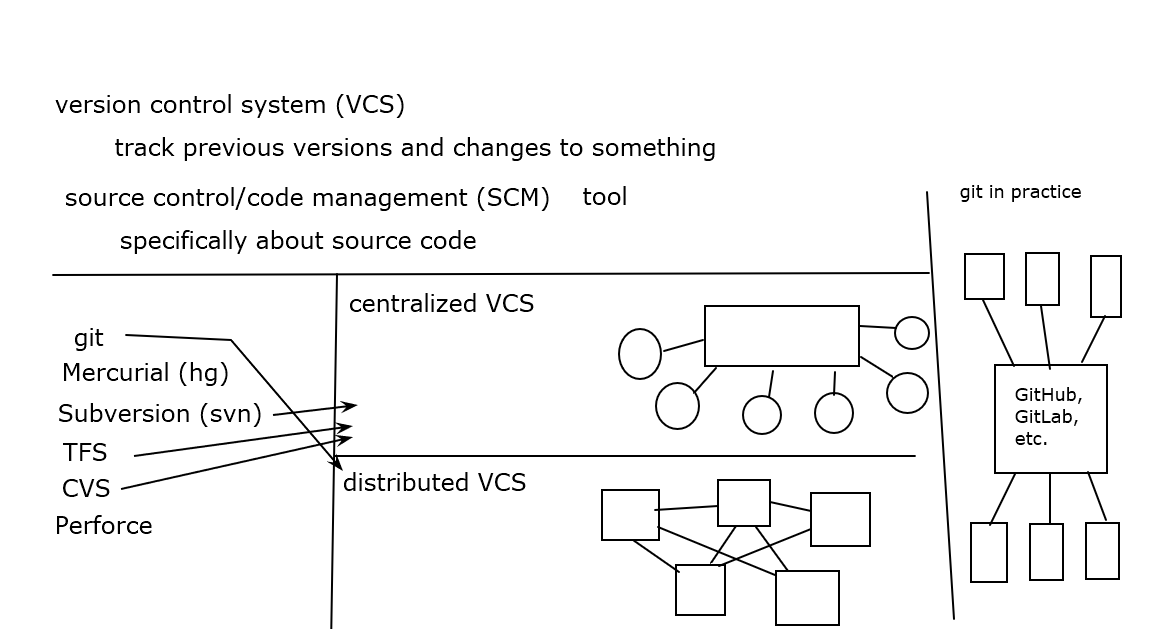 version control system (VCS)
track previous versions and changes to something
source control/code management (SCM) tool
specifically about source code
git
Mercurial (hg)
Subversion (svn)
TFS
CVS
Perforce
centralized VCS
distributed VCS
git in practice
GitHub,
GitLab,
etc.